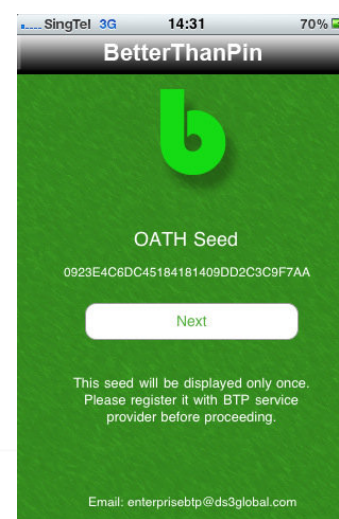 SingTel 3G 14:31 70%
BetterThanPin
b
OATH Seed
0923E4C6DC45184181409DD2C3C9F7AA
Next
This seed will be displayed only once.
Please register it with BTP service
provider before proceeding.
Email: enterprisebtp@ds3global.com